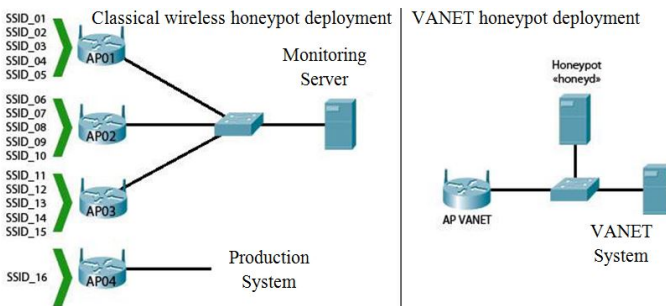 Classical wireless honeypot deployment
SSID_01
SSID_02
SSID_03
SSID_04
SSID_05
AP01
Monitoring
Server
SSID_06
SSID_07
SSID_08
SSID_09
SSID_10
AP02
SSID_11
SSID_12
SSID_13
SSID_14
SSID_15
AP03
SSID_16
AP04
Production
System
VANET honeypot deployment
Honeypot
«honeyd»
AP VANET
VANET
System